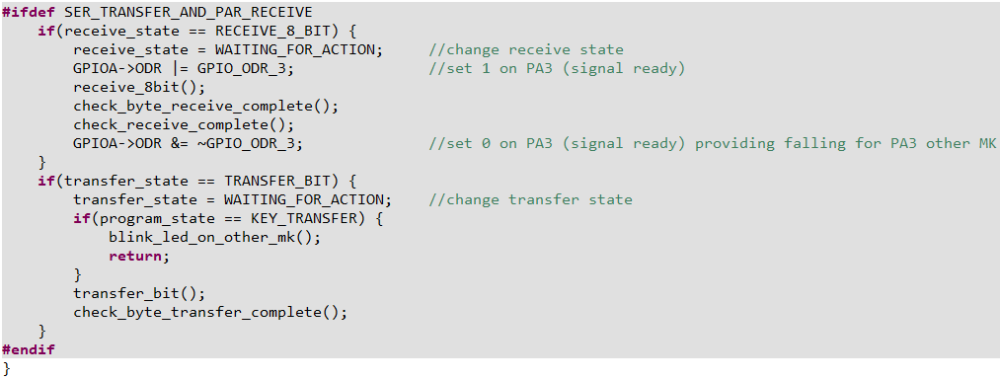 #ifdef SER_TRANSFER_AND_PAR_RECEIVE
    if(receive_state == RECEIVE_8_BIT) {
        receive_state = WAITING_FOR_ACTION;     //change receive state
        GPIOA->ODR |= GPIO_ODR_3;               //set 1 on PA3 (signal ready)
        receive_8bit();
        check_byte_receive_complete();
        check_receive_complete();
        GPIOA->ODR &= ~GPIO_ODR_3;              //set 0 on PA3 (signal ready) providing falling for PA3 other MK
    }
    if(transfer_state == TRANSFER_BIT) {
        transfer_state = WAITING_FOR_ACTION;    //change transfer state
        if(program_state == KEY_TRANSFER) {
            blink_led_on_other_mk();
            return;
        }
        transfer_bit();
        check_byte_transfer_complete();
    }
#endif
}